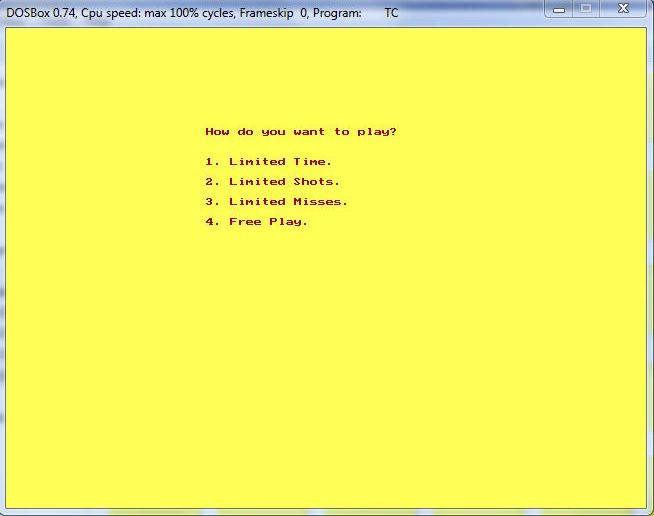 DOSBox 0.74, Cpu speed: max 100% cycles, Frameskip 0, Program: TC
How do you want to play?
1. Limited Time.
2. Limited Shots.
3. Limited Misses.
4. Free Play.